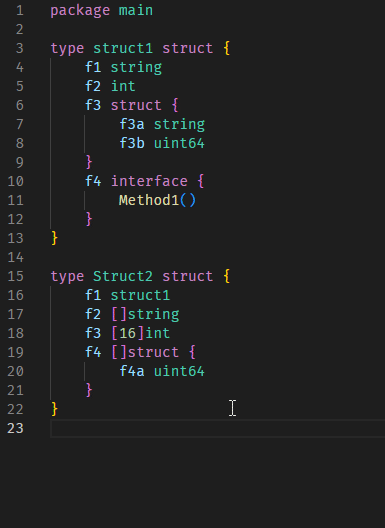 1 package main
2
3 type struct1 struct {
4     f1 string
5     f2 int
6     f3 struct {
7         f3a string
8         f3b uint64
9     }
10     f4 interface {
11         Method1()
12     }
13 }
14
15 type Struct2 struct {
16     f1 struct1
17     f2 []string
18     f3 [16]int
19     f4 []struct {
20         f4a uint64
21     }
22 }
23